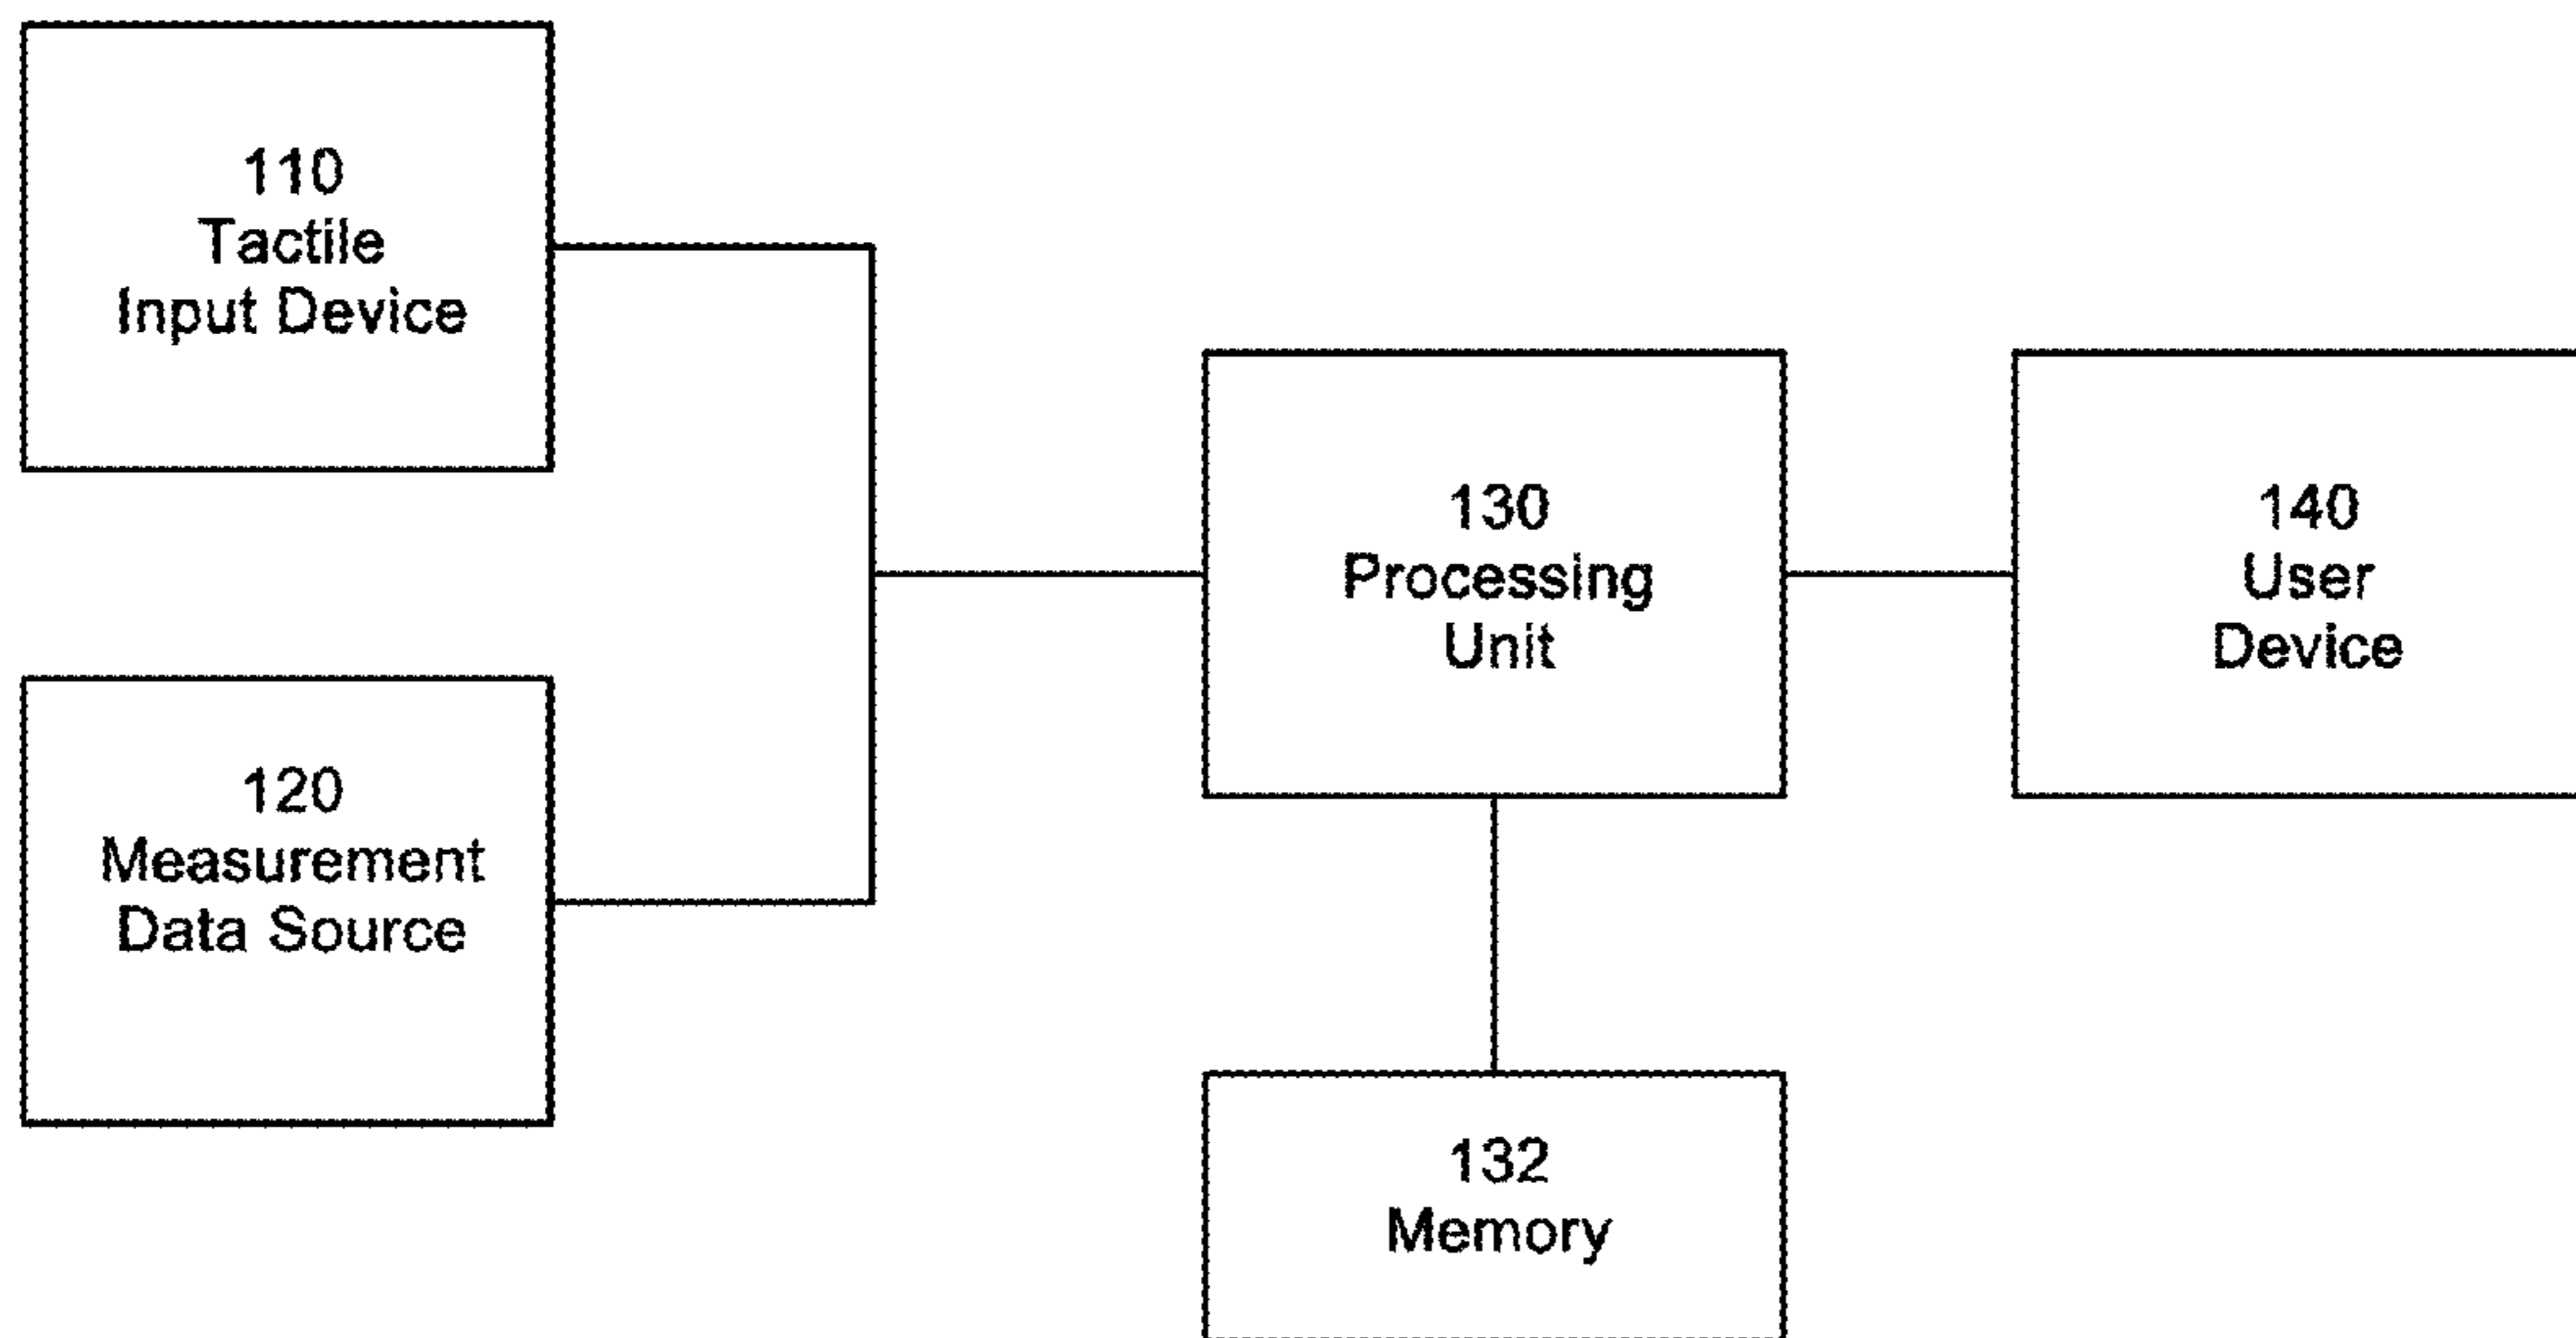 110
Tactile
Input Device
120
Measurement
Data Source
130
Processing
Unit
140
User
Device
132
Memory